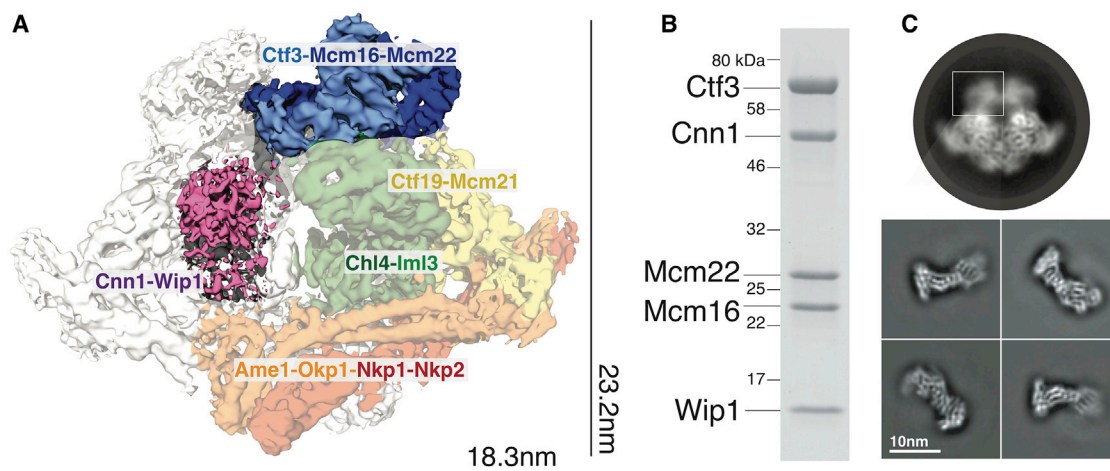 A
Ctf3-Mcm16-Mcm22
Ctf19-Mcm21
Chl4-Iml3
Cnn1-Wip1
Ame1-Okp1-Nkp1-Nkp2
18.3nm
23.2nm
B
80 kDa
Ctf3
58
Cnn1
46
32
Mcm22
25
Mcm16
22
17
Wip1
C
10nm